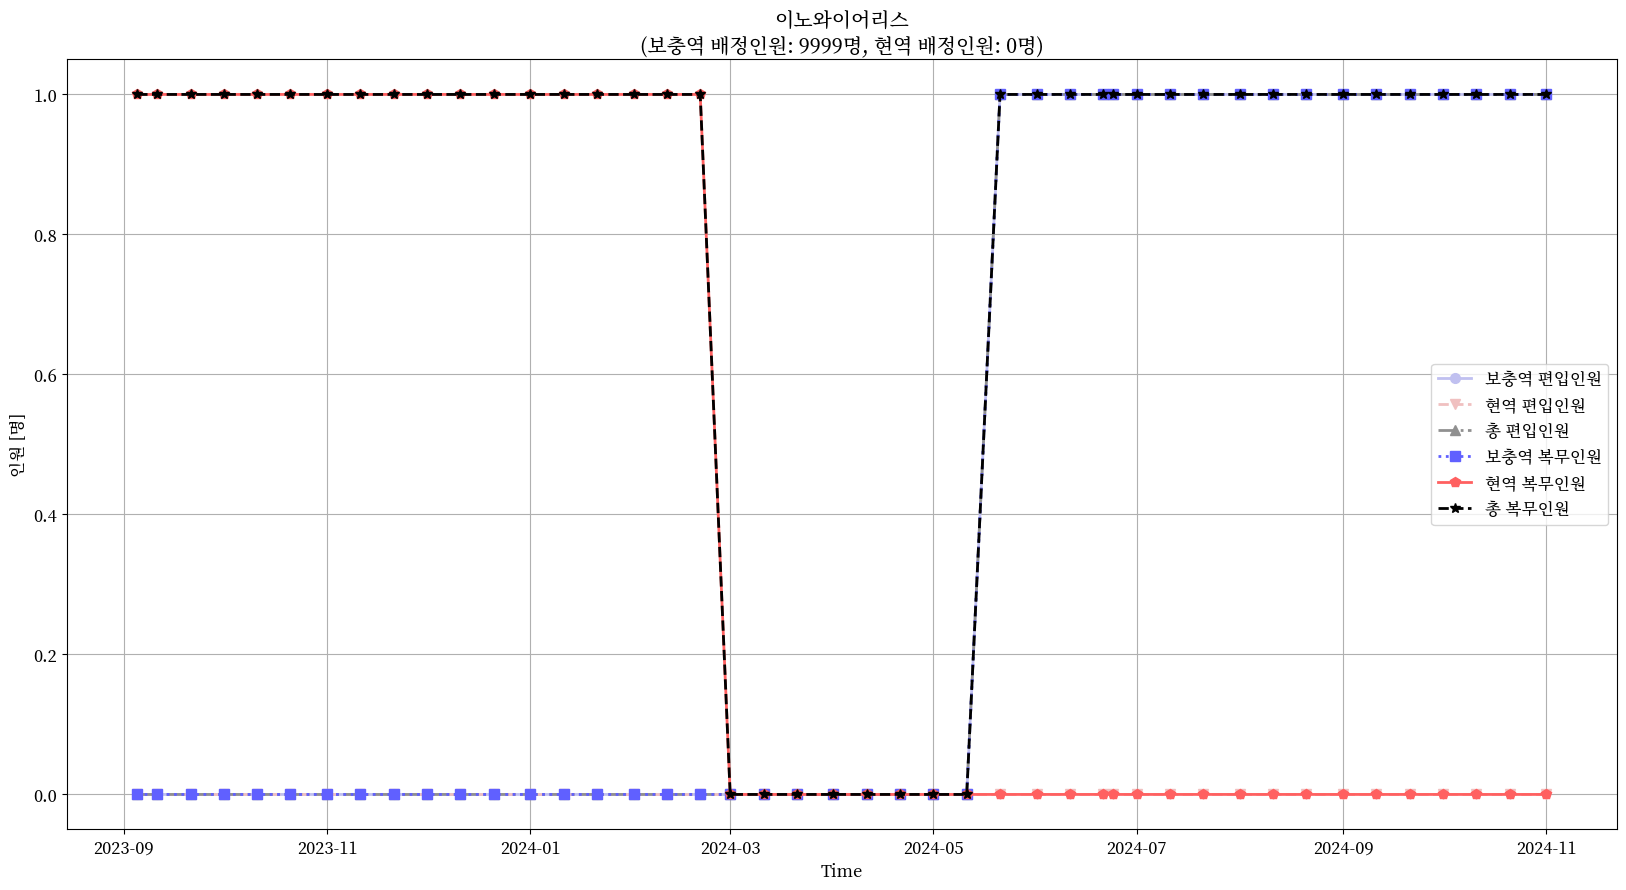 이노와이어리스
(보충역 배정인원: 9999명, 현역 배정인원: 0명)
인원 [명]
1.0
0.8
0.6
0.4
0.2
0.0
보충역 편입인원
현역 편입인원
총 편입인원
보충역 복무인원
현역 복무인원
총 복무인원
2023-09
2023-11
2024-01
2024-03
2024-05
2024-07
2024-09
2024-11
Time